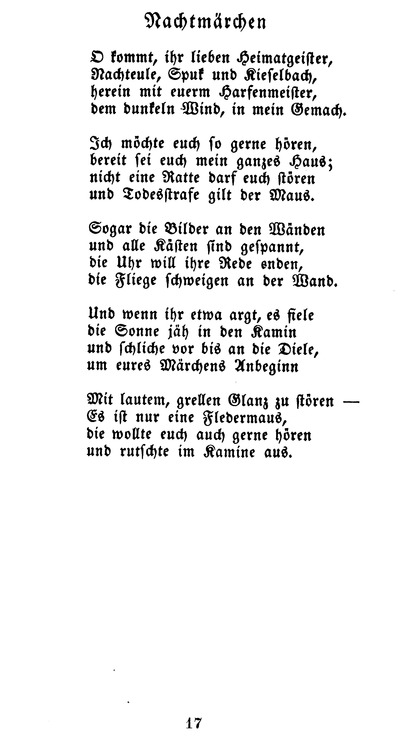 Nachtmärchen
O kommt, ihr lieben Heimatgeister,
Nachteule, Spuk und Kieselbach,
herein mit euerm Harfenmeister,
dem dunkeln Wind, in mein Gemach.
Ich möchte euch so gerne hören,
bereit sei euch mein ganzes Haus;
nicht eine Ratte darf euch stören
und Todesstrafe gilt der Maus.
Sogar die Bilder an den Wänden
und alle Kästen sind gespannt,
die Uhr will ihre Rede enden,
die Fliege schweigen an der Wand.
Und wenn ihr etwa argt, es fiele
die Sonne jäh in den Kamin
und schliche vor bis an die Diele,
um eures Märchens Anbeginn
Mit lautem, grellen Glanz zu stören —
Es ist nur eine Fledermaus,
die wollte euch auch gerne hören
und rutschte im Kamine aus.
17